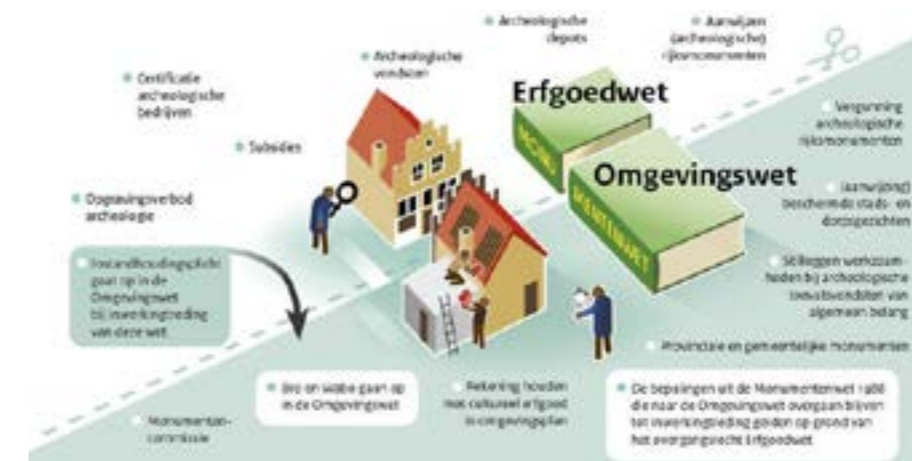 Archeologische
depots
Aanwijzen
(archeologische)
rijksmonumenten
Archeologische
vondsten
Certificatie
archeologische
bedrijven
Erfgoedwet
MONU
Vergunning
archeologische
rijksmonumenten
Subsidies
Omgevingswet
MENTENWET
(aanwijzing)
beschermde stads- en
dorpsgezichten
Opgravingsverbod
archeologie
Instandhoudingsplicht
gaat op in de
Omgevingswet
bij inwerkingtreding
van deze wet
Stilleggen werkzaam-
heden bij archeologische
toevalsvondsten van
algemeen belang
Provinciale en gemeentelijke monumenten
Bro en Wabo gaan op
in de Omgevingswet
Rekening houden
met cultureel erfgoed
in omgevingsplan
De bepalingen uit de Monumentenwet 1988
die naar de Omgevingswet overgaan blijven
tot inwerkingtreding gelden op grond van
het overgangsrecht Erfgoedwet
Monumenten-
commissie